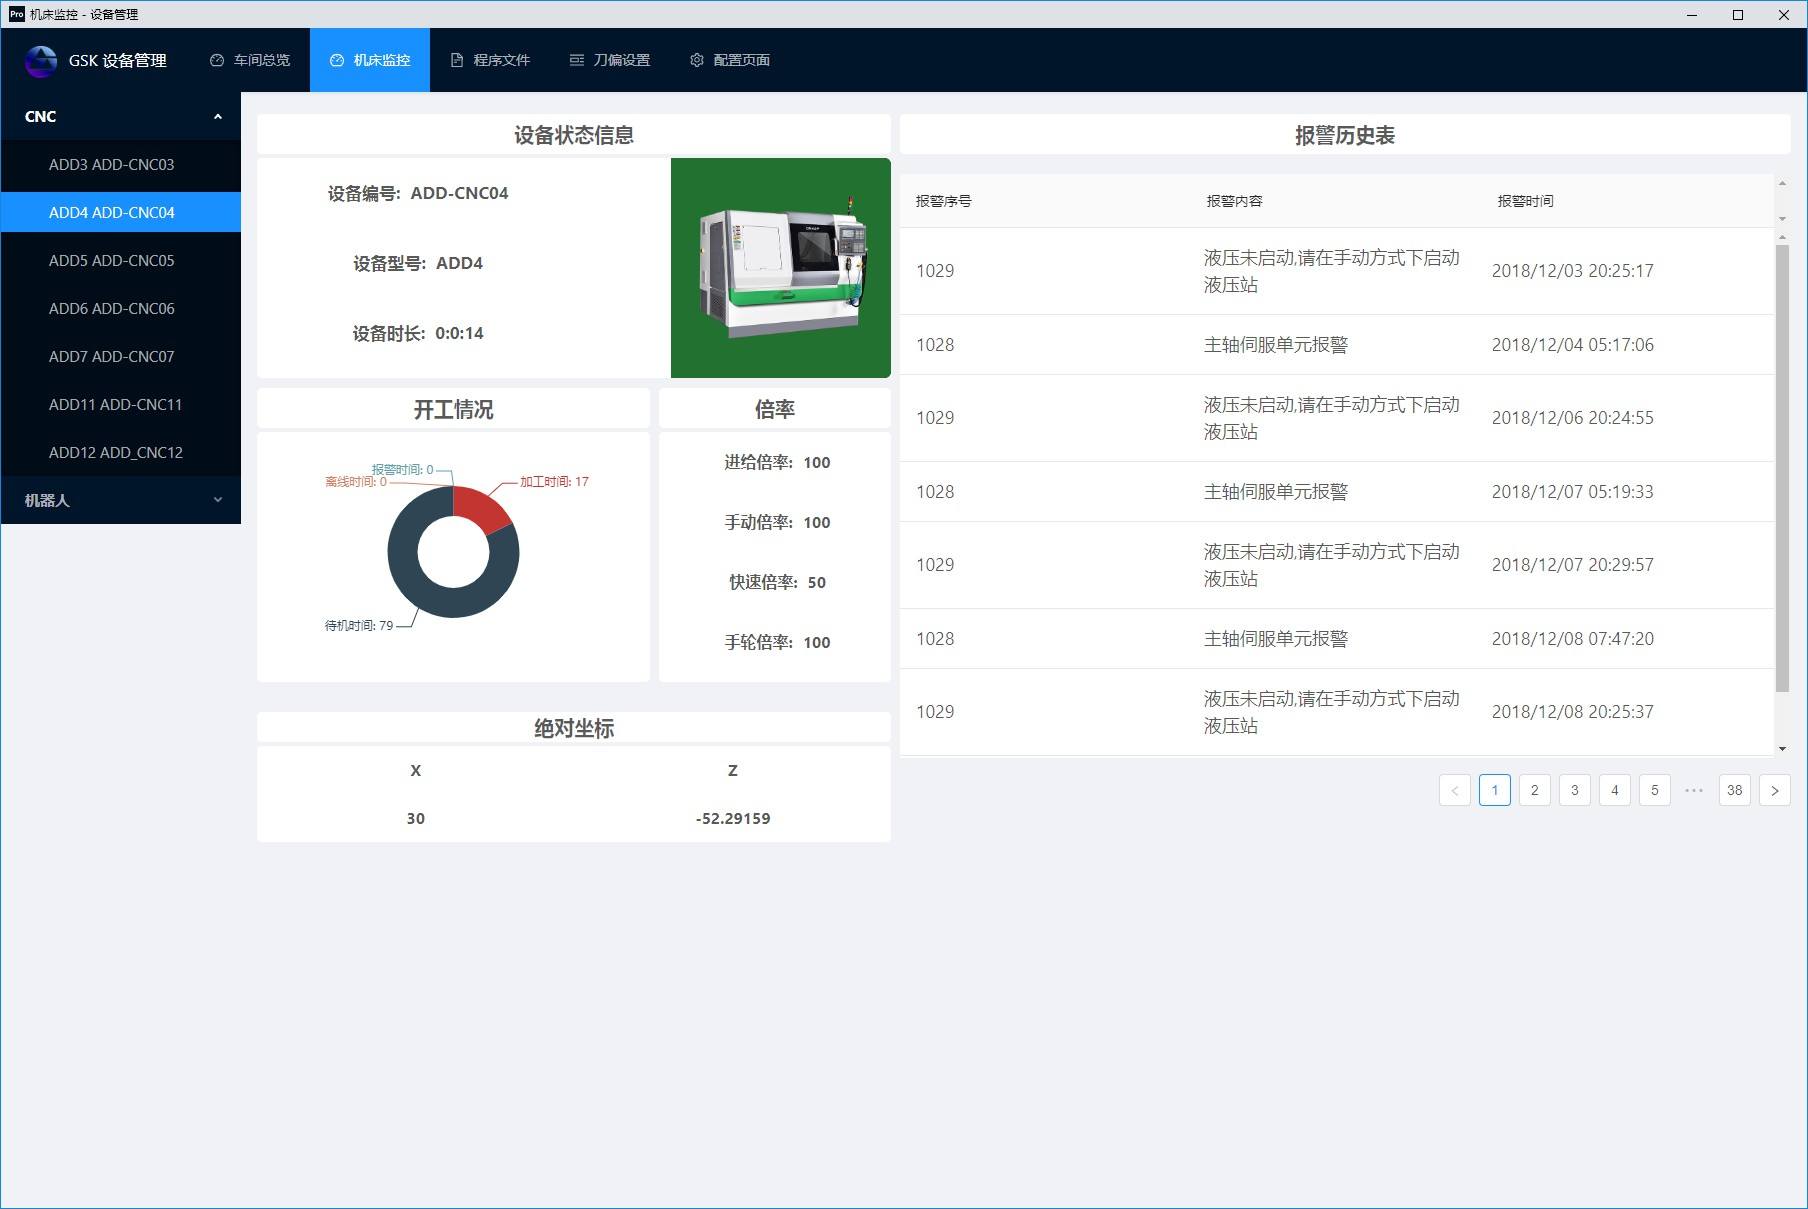 Pro 机床监控 - 设备管理
GSK 设备管理
车间总览
机床监控
程序文件
刀偏设置
配置页面
CNC
ADD3 ADD-CNC03
ADD4 ADD-CNC04
ADD5 ADD-CNC05
ADD6 ADD-CNC06
ADD7 ADD-CNC07
ADD11 ADD-CNC11
ADD12 ADD_CNC12
机器人
设备状态信息
设备编号: ADD-CNC04
设备型号: ADD4
设备时长: 0:0:14
开工情况
报警时间: 0
离线时间: 0
加工时间: 17
待机时间: 79
倍率
进给倍率: 100
手动倍率: 100
快速倍率: 50
手轮倍率: 100
绝对坐标
X Z
30 -52.29159
报警历史表
报警序号 报警内容 报警时间
1029 液压未启动,请在手动方式下启动 2018/12/03 20:25:17
液压站
1028 主轴伺服单元报警 2018/12/04 05:17:06
1029 液压未启动,请在手动方式下启动 2018/12/06 20:24:55
液压站
1028 主轴伺服单元报警 2018/12/07 05:19:33
1029 液压未启动,请在手动方式下启动 2018/12/07 20:29:57
液压站
1028 主轴伺服单元报警 2018/12/08 07:47:20
1029 液压未启动,请在手动方式下启动 2018/12/08 20:25:37
液压站
< 1 2 3 4 5 ••• 38 >